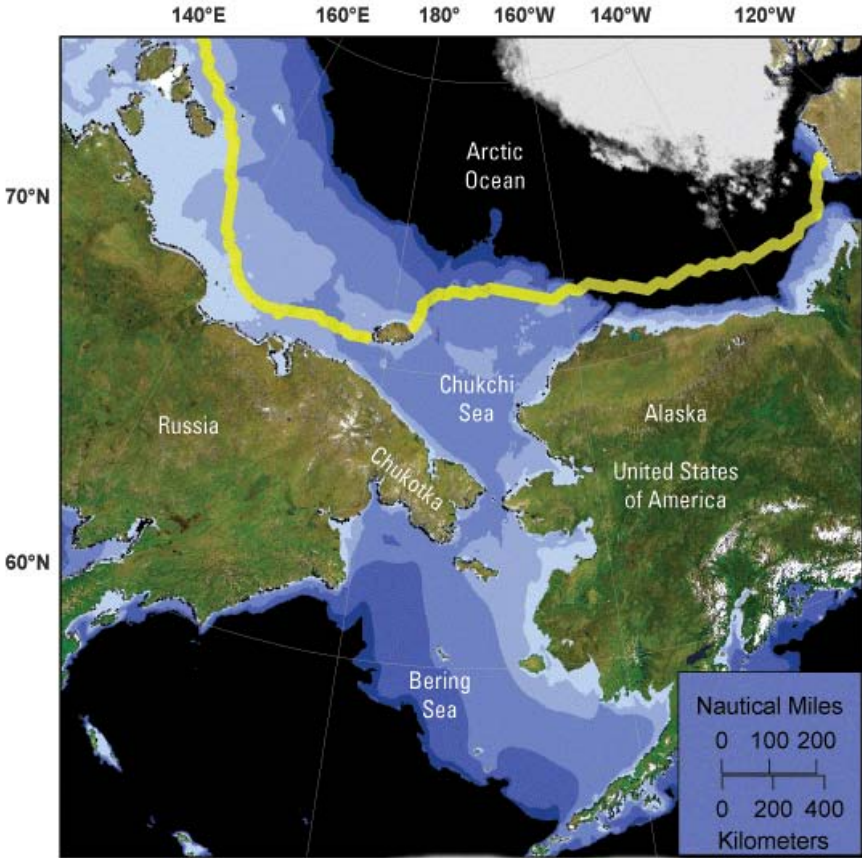 140°E 160°E 180° 160°W 140°W 120°W
Arctic
Ocean
70°N
Chukchi
Sea
Russia
Alaska
Chukotka
United States
of America
60°N
Bering
Sea
Nautical Miles
0 100 200
0 200 400
Kilometers